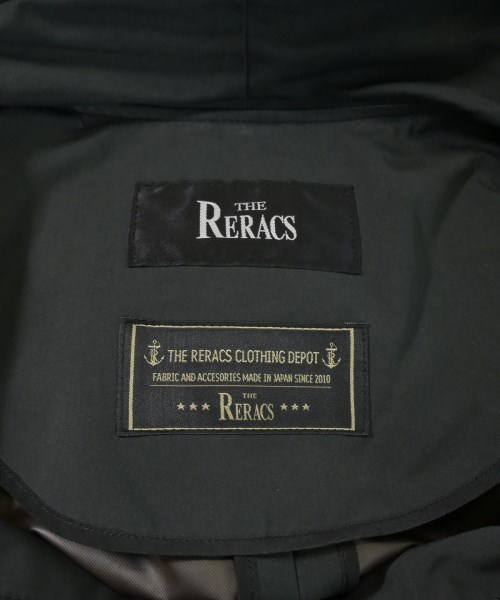 THE
RERACS
THE RERACS CLOTHING DEPOT
FABRIC AND ACCESORIES MADE IN JAPAN SINCE 2010
THE
★★★ RERACS ★★★